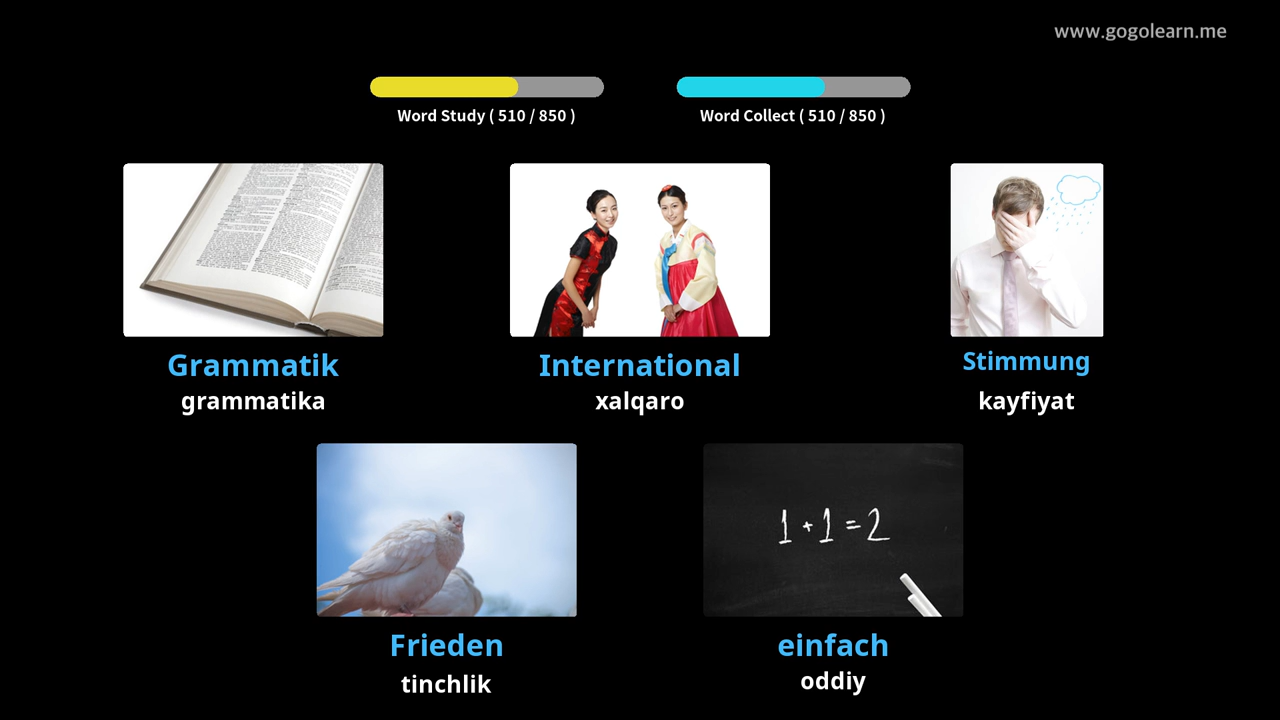 www.gogolearn.me
Word Study ( 510 / 850 )
Word Collect ( 510 / 850 )
Grammatik
grammatika
International
xalqaro
Stimmung
kayfiyat
1 + 1 = 2
Frieden
tinchlik
einfach
oddiy